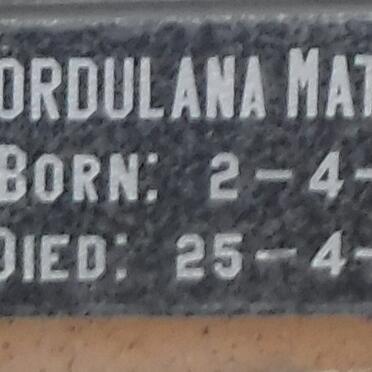 ORDULANA MAT
BORN: 2-4-
DIED: 25-4-